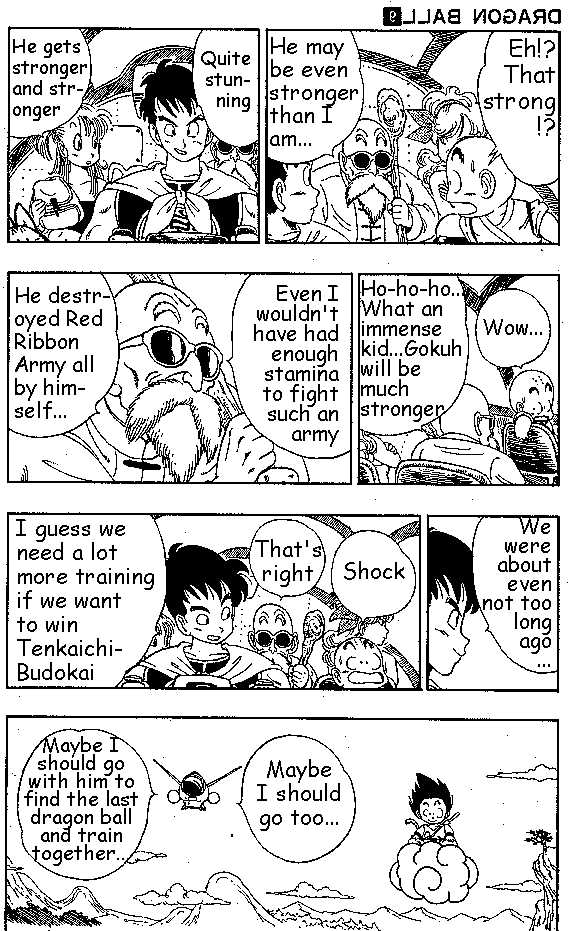 DRAGON BALL 9
He gets
stronger
and str-
onger
Quite
stun-
ning
He may
be even
stronger
than I
am...
Eh!?
That
strong
!?
He destr-
oyed Red
Ribbon
Army all
by him-
self...
Even I
wouldn't
have had
enough
stamina
to fight
such an
army
Ho-ho-ho..
What an
immense
kid...Gokuh
will be
much
stronger
Wow...
I guess we
need a lot
more training
if we want
to win
Tenkaichi-
Budokai
That's
right
Shock
We
were
about
even
not too
long
ago
...
Maybe I
should go
with him to
find the last
dragon ball
and train
together..
Maybe
I should
go too...